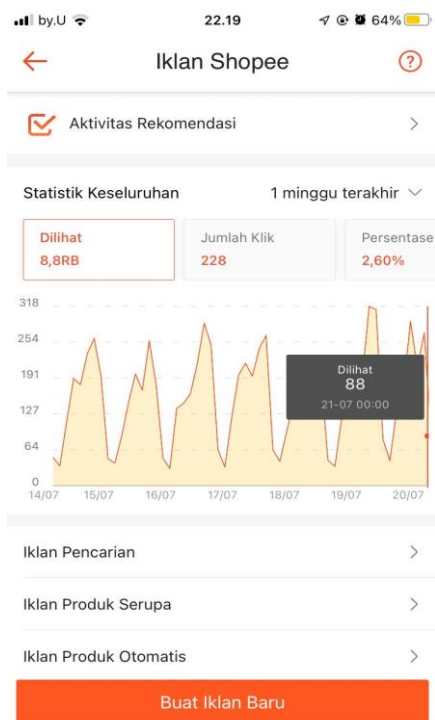 by.U 22.19 64%
Iklan Shopee
Aktivitas Rekomendasi
Statistik Keseluruhan 1 minggu terakhir
Dilihat Jumlah Klik Persentase
8,8RB 228 2,60%
318
254
191
127
64
0
Dilihat
88
21-07 00:00
14/07 15/07 16/07 17/07 18/07 19/07 20/07
Iklan Pencarian
Iklan Produk Serupa
Iklan Produk Otomatis
Buat Iklan Baru